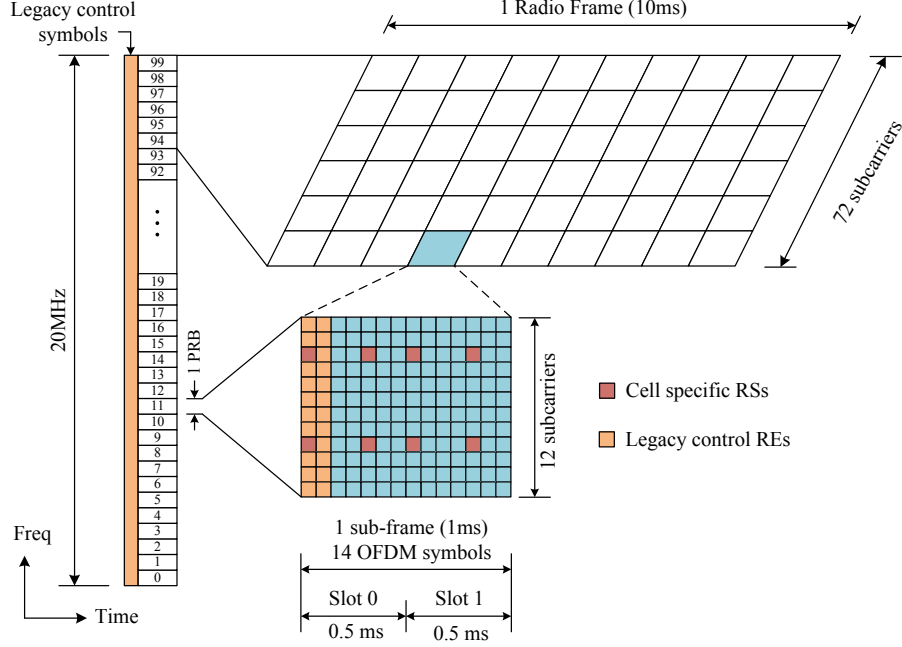 Legacy control
symbols
1 Radio Frame (10ms)
99
98
97
96
95
94
93
92
...
19
18
17
16
15
14
13
12
11
10
9
8
7
6
5
4
3
2
1
0
20MHz
1 PRB
72 subcarriers
12 subcarriers
Cell specific RSs
Legacy control REs
1 sub-frame (1ms)
14 OFDM symbols
Slot 0
Slot 1
0.5 ms
0.5 ms
Freq
Time